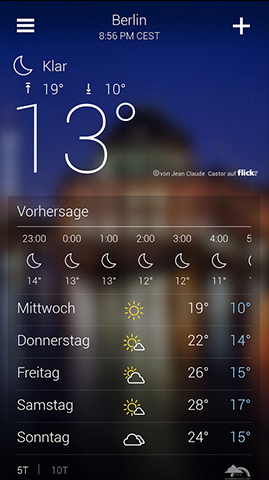 Berlin
8:56 PM CEST
Klar
19° 10°
13°
© von Jean Claude Castor auf flickr
Vorhersage
23:00 0:00 1:00 2:00 3:00 4:00 5
14° 13° 13° 12° 12° 11° 1
Mittwoch 19° 10°
Donnerstag 22° 14°
Freitag 26° 15°
Samstag 28° 17°
Sonntag 24° 15°
5T | 10T